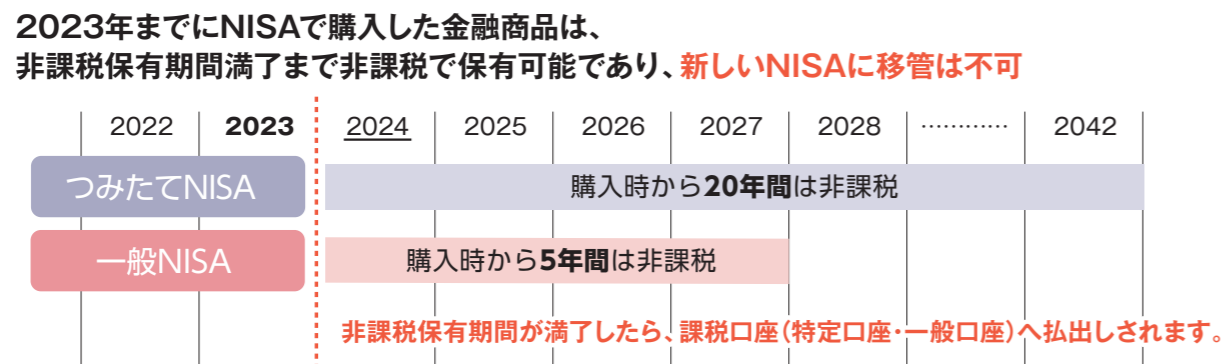 2023年までにNISAで購入した金融商品は、
非課税保有期間満了まで非課税で保有可能であり、新しいNISAに移管は不可
2022 2023 2024 2025 2026 2027 2028 ………… 2042
つみたてNISA 購入時から20年間は非課税
一般NISA 購入時から5年間は非課税
非課税保有期間が満了したら、課税口座(特定口座・一般口座)へ払出しされます。